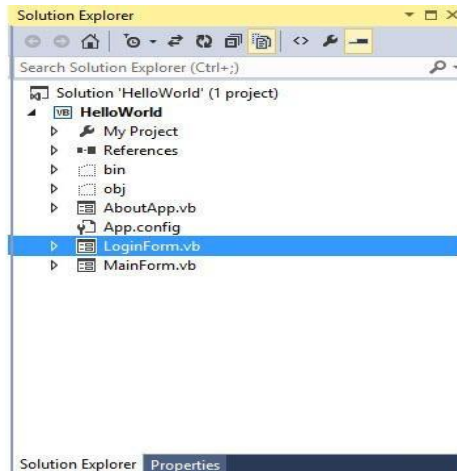 Solution Explorer
Search Solution Explorer (Ctrl+;)
Solution 'HelloWorld' (1 project)
VB HelloWorld
My Project
References
bin
obj
AboutApp.vb
App.config
LoginForm.vb
MainForm.vb
Solution Explorer Properties